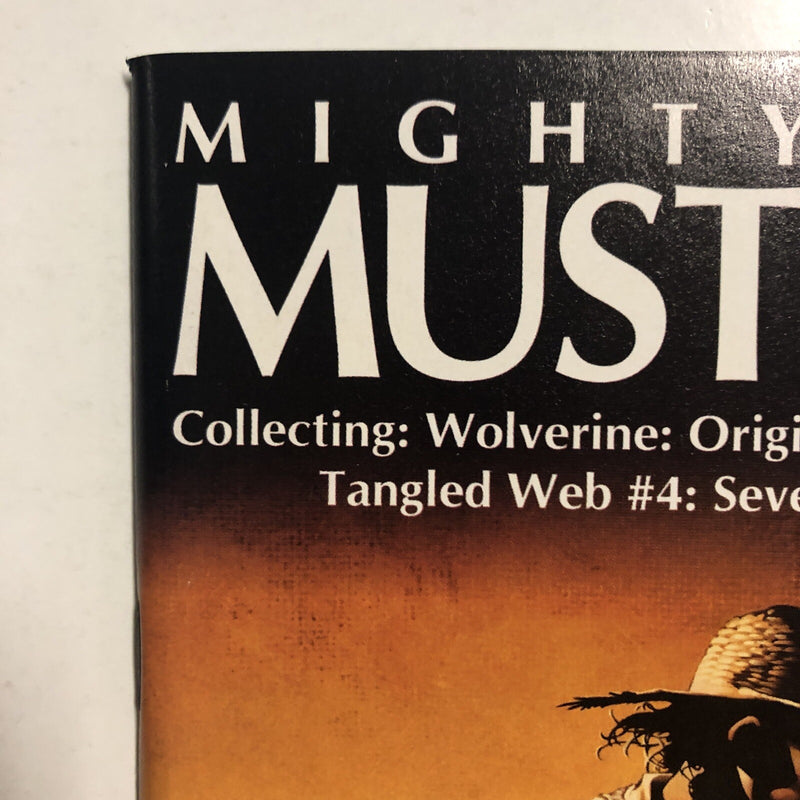 MIGHTY
MUST
Collecting: Wolverine: Origi
Tangled Web #4: Seve